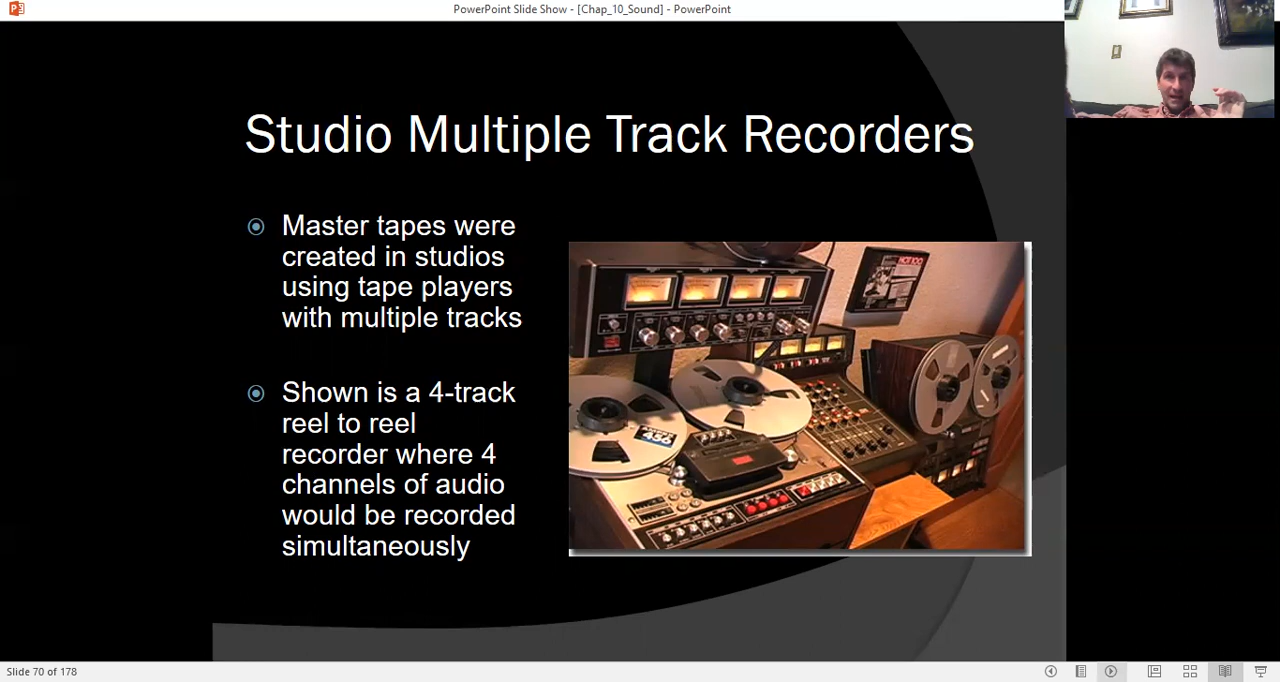 PowerPoint Slide Show - [Chap_10_Sound] - PowerPoint
Studio Multiple Track Recorders
Master tapes were
created in studios
using tape players
with multiple tracks
Shown is a 4-track
reel to reel
recorder where 4
channels of audio
would be recorded
simultaneously
HOT 100
AMPEX
456
Slide 70 of 178